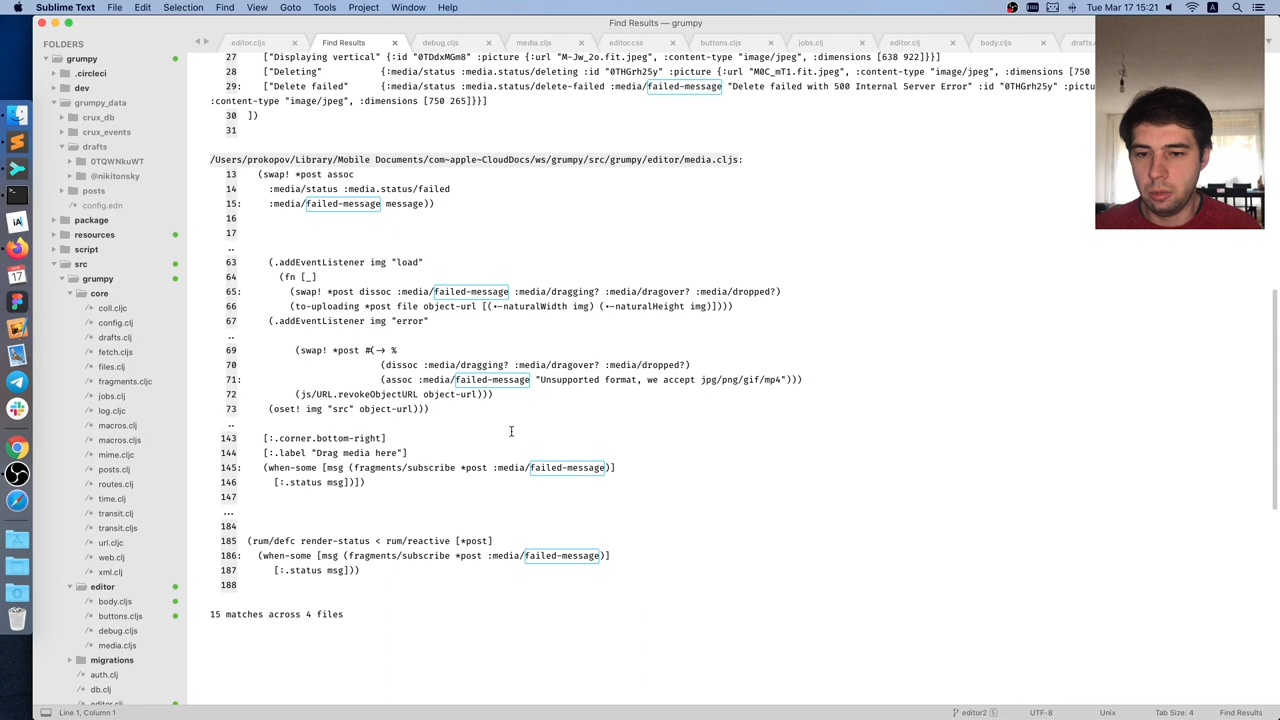 Sublime Text File Edit Selection Find View Goto Tools Project Window Help Tue 17 March 15:21
Find Results — grumpy
editor.cljs Find Results debug.cljs media.cljs editor.css buttons.cljs jobs.clj editor.clj body.cljs drafts.
FOLDERS
grumpy
.circleci
dev
grumpy_data
crux_db
crux_events
drafts
0TQWNkuWT
@nikitonsky
posts
config.edn
package
resources
script
src
grumpy
core
coll.cljc
config.clj
drafts.clj
fetch.cljs
files.clj
fragments.cljc
jobs.clj
log.cljc
macros.clj
macros.cljs
mime.cljc
posts.clj
routes.clj
time.clj
transit.clj
transit.cljs
url.cljc
web.clj
xml.clj
editor
body.cljs
buttons.cljs
debug.cljs
media.cljs
migrations
auth.clj
db.clj
editor.clj
27 ["Displaying vertical" {:id "0TDdxMGm8" :picture {:url "M-Jw_2o.fit.jpeg", :content-type "image/jpeg", :dimensions [638 922]}}]
28 ["Deleting" {:media/status :media.status/deleting :id "0THGrh25y" :picture {:url "M0C_mT1.fit.jpeg", :content-type "image/jpeg", :dimensions [750
29: ["Delete failed" {:media/status :media.status/delete-failed :media/failed-message "Delete failed with 500 Internal Server Error" :id "0THGrh25y" :pictu
:content-type "image/jpeg", :dimensions [750 265]}}]
30 ])
31
/Users/prokopov/Library/Mobile Documents/com~apple~CloudDocs/ws/grumpy/src/grumpy/editor/media.cljs:
13 (swap! *post assoc
14 :media/status :media.status/failed
15: :media/failed-message message))
16
17
..
63 (.addEventListener img "load"
64 (fn [_]
65: (swap! *post dissoc :media/failed-message :media/dragging? :media/dragover? :media/dropped?)
66 (to-uploading *post file object-url [(.-naturalWidth img) (.-naturalHeight img)])))
67 (.addEventListener img "error"
..
69 (swap! *post #(-> %
70 (dissoc :media/dragging? :media/dragover? :media/dropped?)
71: (assoc :media/failed-message "Unsupported format, we accept jpg/png/gif/mp4")))
72 (js/URL.revokeObjectURL object-url)))
73 (oset! img "src" object-url)))
..
143 [:.corner.bottom-right]
144 [:.label "Drag media here"]
145: (when-some [msg (fragments/subscribe *post :media/failed-message)]
146 [:.status msg])])
147
...
184
185 (rum/defc render-status < rum/reactive [*post]
186: (when-some [msg (fragments/subscribe *post :media/failed-message)]
187 [:.status msg]))
188
15 matches across 4 files
Line 1, Column 1 editor2 5 UTF-8 Unix Tab Size: 4 Find Results